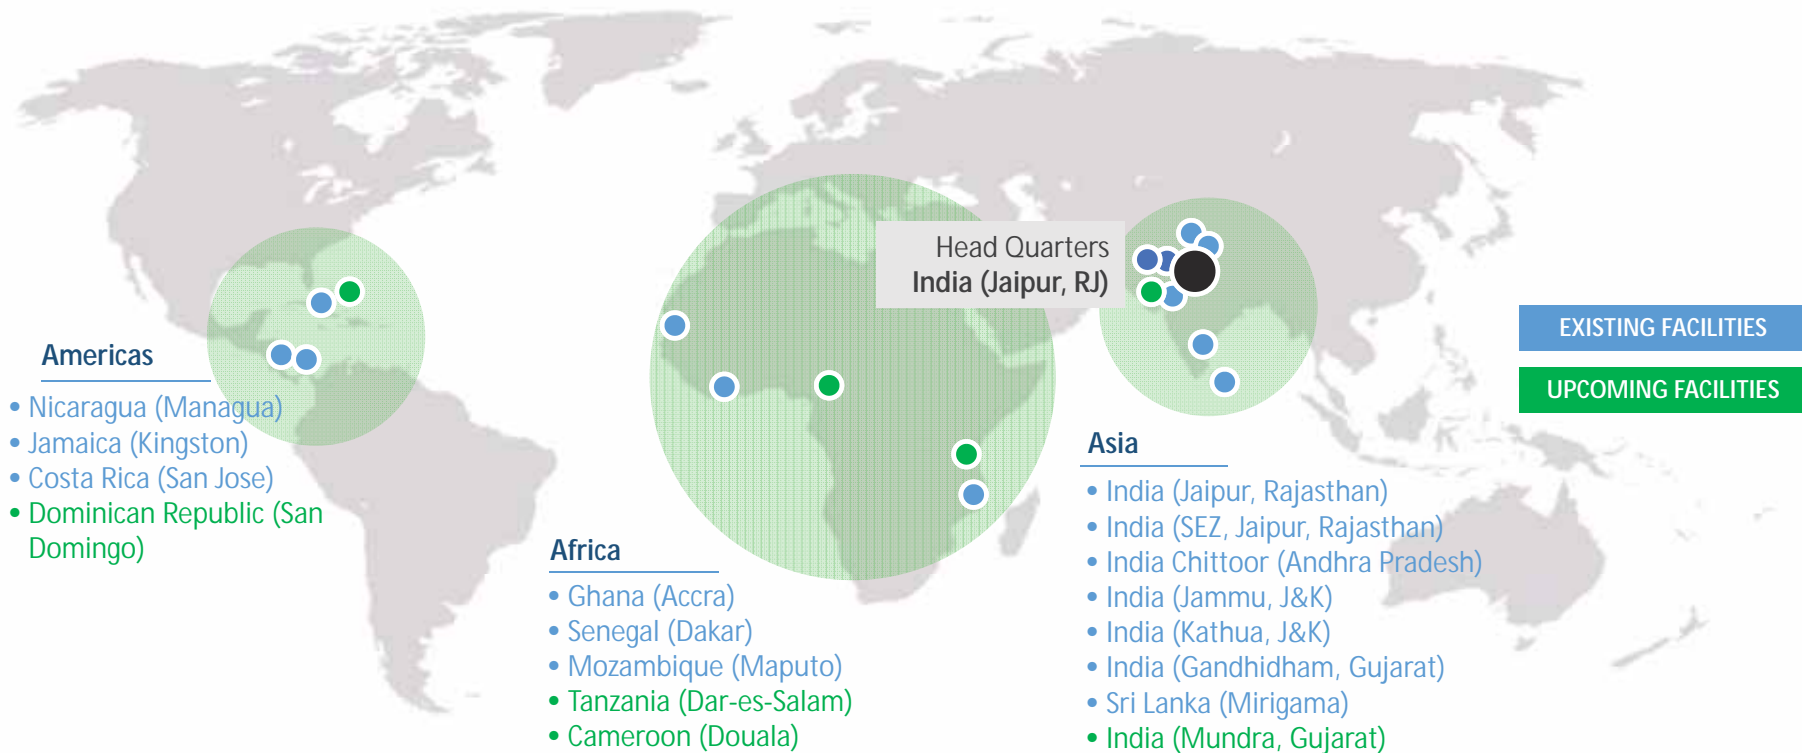 Head Quarters
India (Jaipur, RJ)
EXISTING FACILITIES
UPCOMING FACILITIES
Americas
• Nicaragua (Managua)
• Jamaica (Kingston)
• Costa Rica (San Jose)
• Dominican Republic (San
Domingo)
Africa
• Ghana (Accra)
• Senegal (Dakar)
• Mozambique (Maputo)
• Tanzania (Dar-es-Salam)
• Cameroon (Douala)
Asia
• India (Jaipur, Rajasthan)
• India (SEZ, Jaipur, Rajasthan)
• India Chittoor (Andhra Pradesh)
• India (Jammu, J&K)
• India (Kathua, J&K)
• India (Gandhidham, Gujarat)
• Sri Lanka (Mirigama)
• India (Mundra, Gujarat)